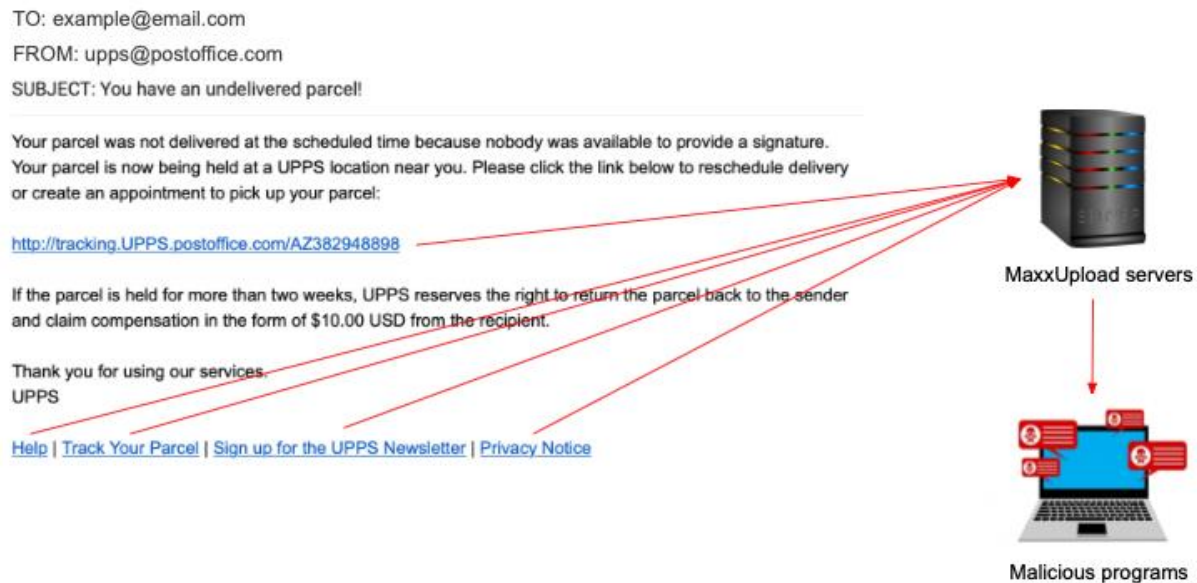 TO: example@email.com
FROM: upps@postoffice.com
SUBJECT: You have an undelivered parcel!
Your parcel was not delivered at the scheduled time because nobody was available to provide a signature.
Your parcel is now being held at a UPPS location near you. Please click the link below to reschedule delivery
or create an appointment to pick up your parcel:
http://tracking.UPPS.postoffice.com/AZ382948898
If the parcel is held for more than two weeks, UPPS reserves the right to return the parcel back to the sender
and claim compensation in the form of $10.00 USD from the recipient.
Thank you for using our services.
UPPS
Help | Track Your Parcel | Sign up for the UPPS Newsletter | Privacy Notice
MaxxUpload servers
Malicious programs